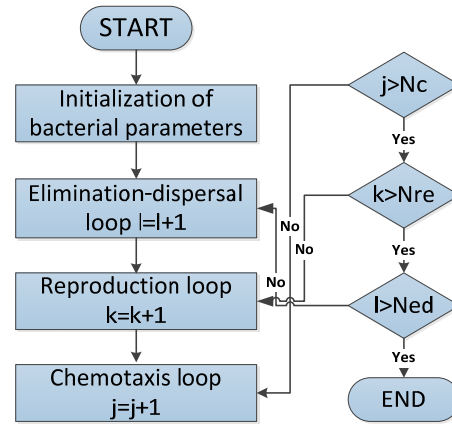 START
Initialization of
bacterial parameters
Elimination-dispersal
loop l=l+1
Reproduction loop
k=k+1
Chemotaxis loop
j=j+1
j>Nc
Yes
No
k>Nre
Yes
No
l>Ned
No
Yes
END